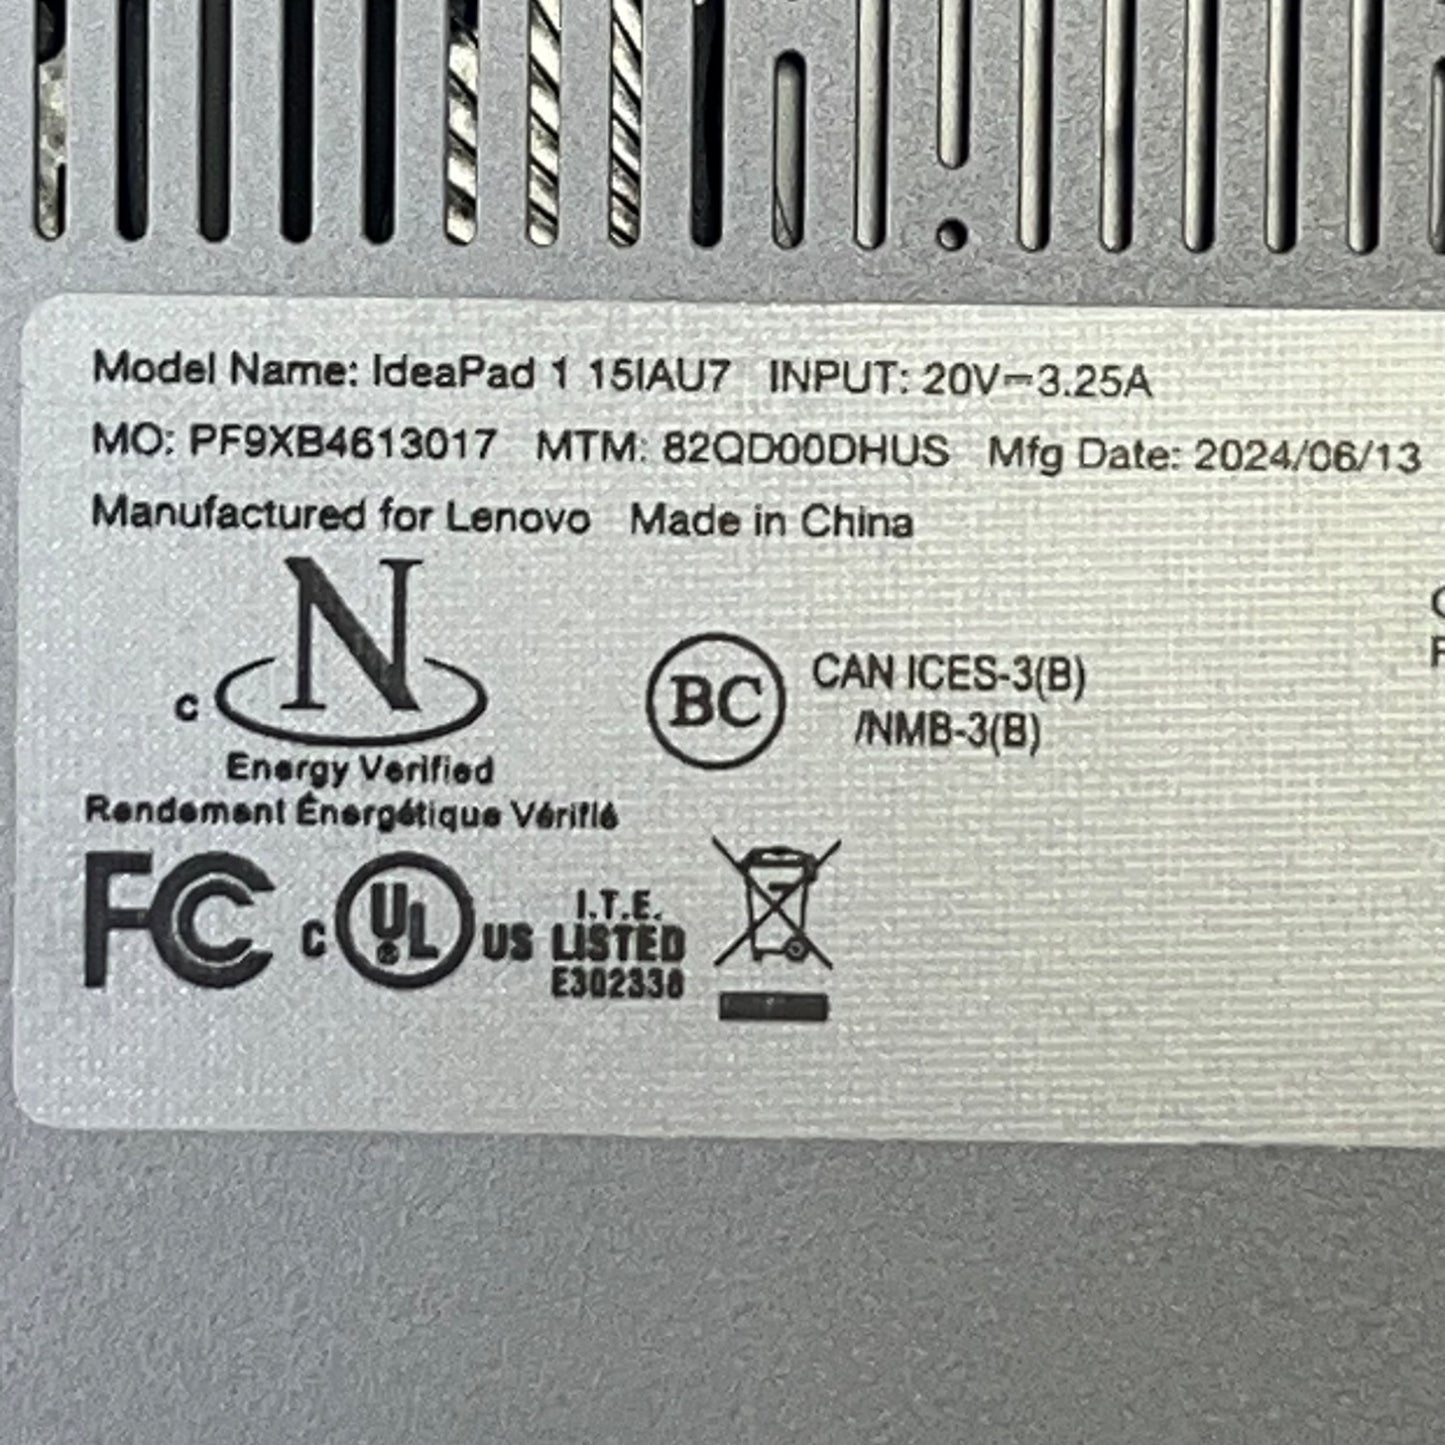 Model Name: IdeaPad 1 15IAU7 INPUT: 20V⎓3.25A
MO: PF9XB4613017 MTM: 82QD00DHUS Mfg Date: 2024/06/13
Manufactured for Lenovo Made in China
c N
Energy Verified
Rendement Énergétique Vérifié
BC CAN ICES-3(B)
/NMB-3(B)
FC c UL® US I.T.E.
LISTED
E302338